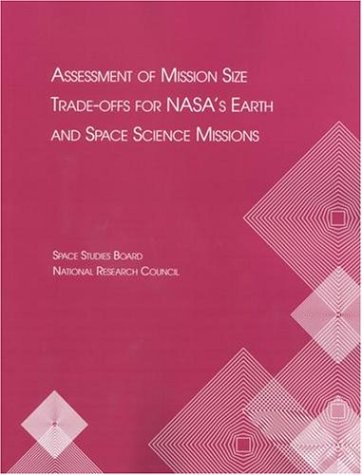 ASSESSMENT OF MISSION SIZE
TRADE-OFFS FOR NASA'S EARTH
AND SPACE SCIENCE MISSIONS
SPACE STUDIES BOARD
NATIONAL RESEARCH COUNCIL